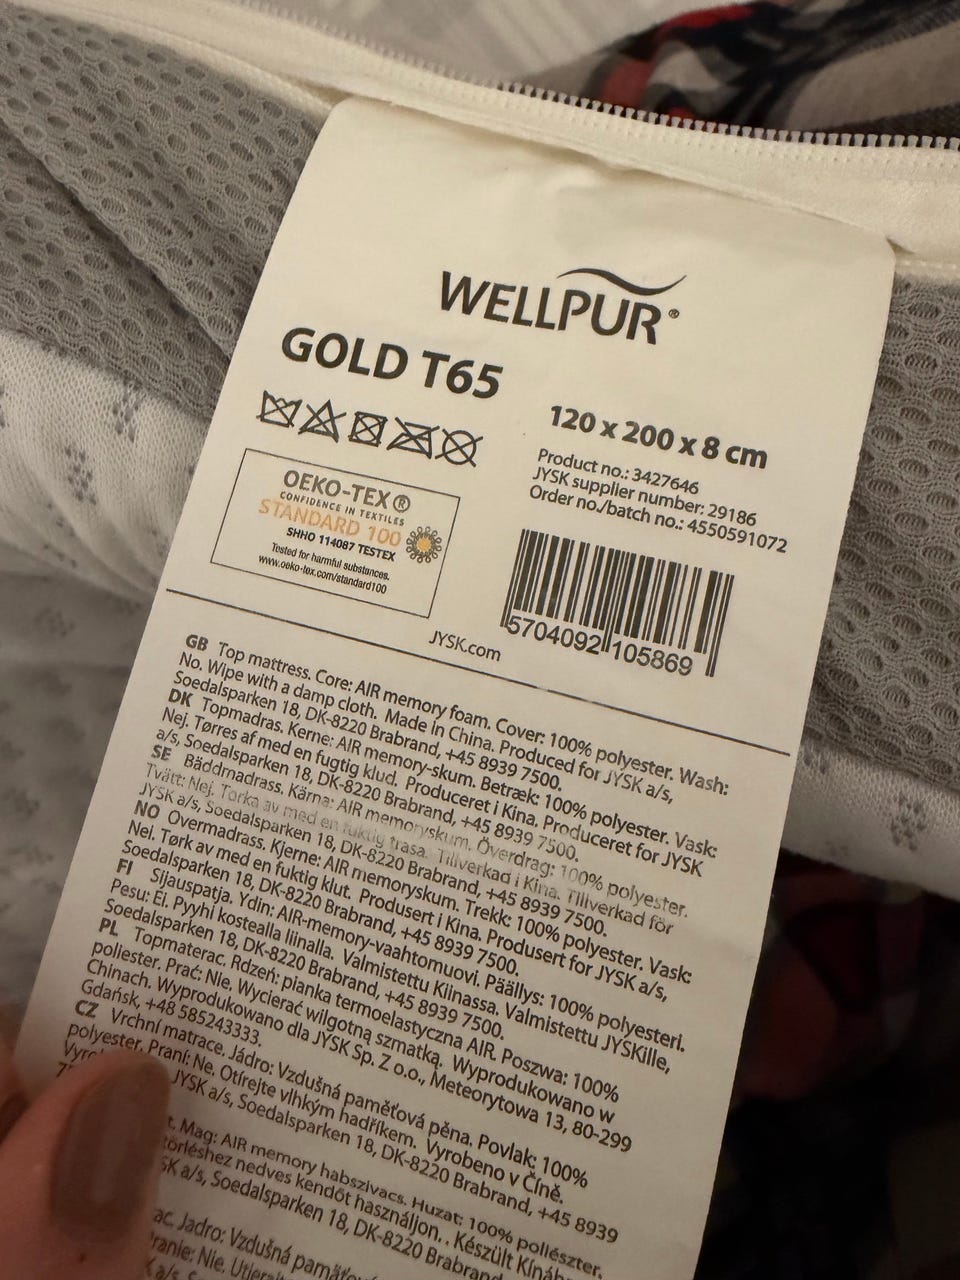 WELLPUR®
GOLD T65
120 x 200 x 8 cm
Product no.: 3427646
JYSK supplier number: 29186
Order no./batch no.: 4550591072
OEKO-TEX®
CONFIDENCE IN TEXTILES
STANDARD 100
SHHO 114087 TESTEX
Tested for harmful substances.
www.oeko-tex.com/standard100
5704092 105869
JYSK.com
GB Top mattress. Core: AIR memory foam. Cover: 100% polyester. Wash:
No. Wipe with a damp cloth. Made in China. Produced for JYSK a/s,
Soedalsparken 18, DK-8220 Brabrand, +45 8939 7500.
DK Topmadras. Kerne: AIR memory-skum. Betræk: 100% polyester. Vask:
Nej. Tørres af med en fugtig klud. Produceret i Kina. Produceret for JYSK
a/s, Soedalsparken 18, DK-8220 Brabrand, +45 8939 7500.
SE Bäddmadrass. Kärna: AIR memoryskum. Överdrag: 100% polyester.
Tvätt: Nej. Torka av med en fuktig trasa. Tillverkad i Kina. Tillverkad för
JYSK a/s, Soedalsparken 18, DK-8220 Brabrand, +45 8939 7500.
NO Overmadrass. Kjerne: AIR memoryskum. Trekk: 100% polyester. Vask:
Nel. Tørk av med en fuktig klut. Produsert i Kina. Produsert for JYSK a/s,
Soedalsparken 18, DK-8220 Brabrand, +45 8939 7500.
FI Sijauspatja. Ydin: AIR-memory-vaahtomuovi. Päällys: 100% polyesteri.
Pesu: Ei. Pyyhi kostealla liinalla. Valmistettu Kiinassa. Valmistettu JYSKille,
Soedalsparken 18, DK-8220 Brabrand, +45 8939 7500.
PL Topmaterac. Rdzeń: pianka termoelastyczna AIR. Poszwa: 100%
poliester. Prać: Nie. Wycierać wilgotną szmatką. Wyprodukowano w
Chinach. Wyprodukowano dla JYSK Sp. Z o.o., Meteorytowa 13, 80-299
Gdańsk, +48 585243333.
CZ Vrchní matrace. Jádro: Vzdušná paměťová pěna. Povlak: 100%
polyester. Praní: Ne. Otírejte vlhkým hadříkem. Vyrobeno v Číně.
JYSK a/s, Soedalsparken 18, DK-8220 Brabrand, +45 8939
Mag: AIR memory habszivacs. Huzat: 100% poliészter.
nedves kendőt használjon. . Készült
a/s, Soedalsparken 18, DK-8220 Brabrand
Jadro: Vzdušná
Nie.